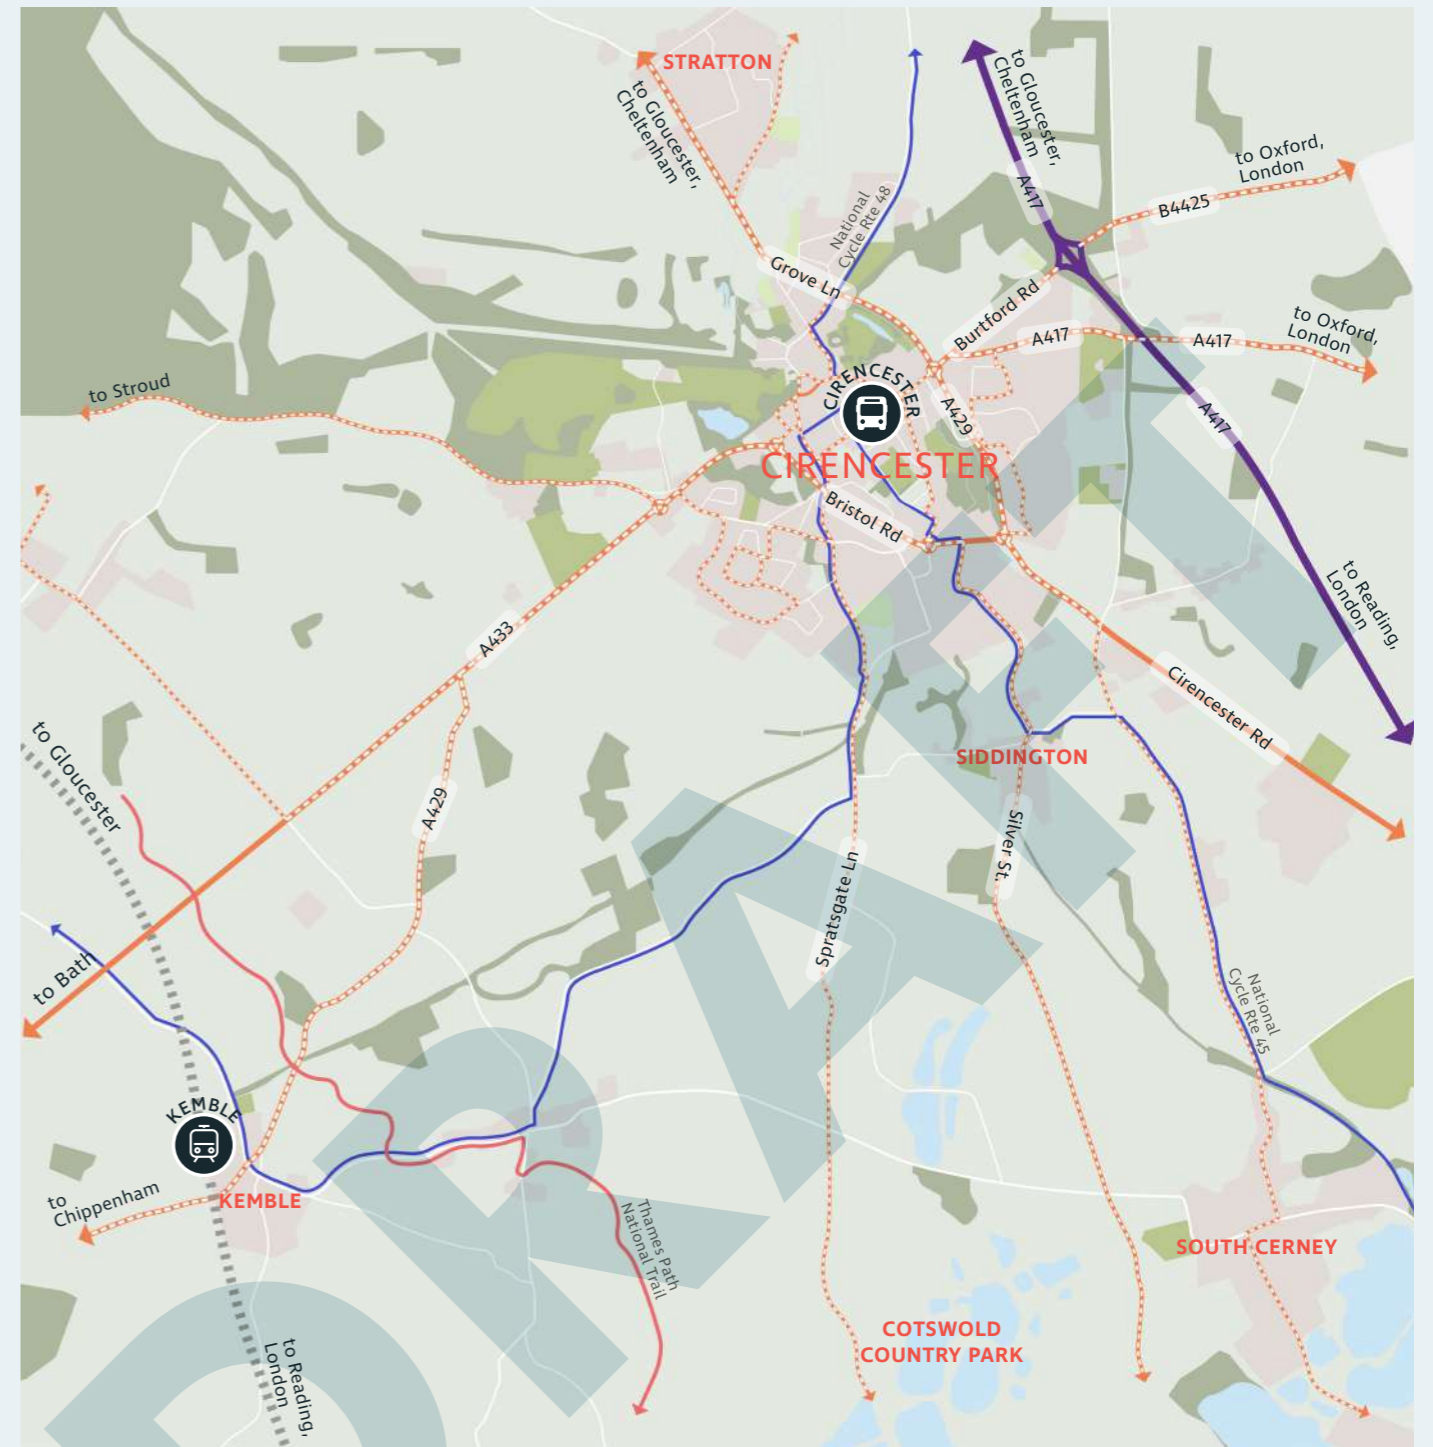 STRATTON
to Gloucester,
Cheltenham
to Gloucester,
Cheltenham
A417
to Oxford,
London
B4425
National
Cycle Rte 48
Grove Ln
Burtford Rd
A417
A417
to Oxford,
London
to Stroud
CIRENCESTER
A429
A417
CIRENCESTER
Bristol Rd
to Reading,
London
A433
Cirencester Rd
to Gloucester
SIDDINGTON
A429
Silver St.
Spratsgate Ln
to Bath
National
Cycle Rte 45
KEMBLE
to
Chippenham
KEMBLE
Thames Path
National Trail
SOUTH CERNEY
COTSWOLD
COUNTRY PARK
to Reading,
London
DRAFT